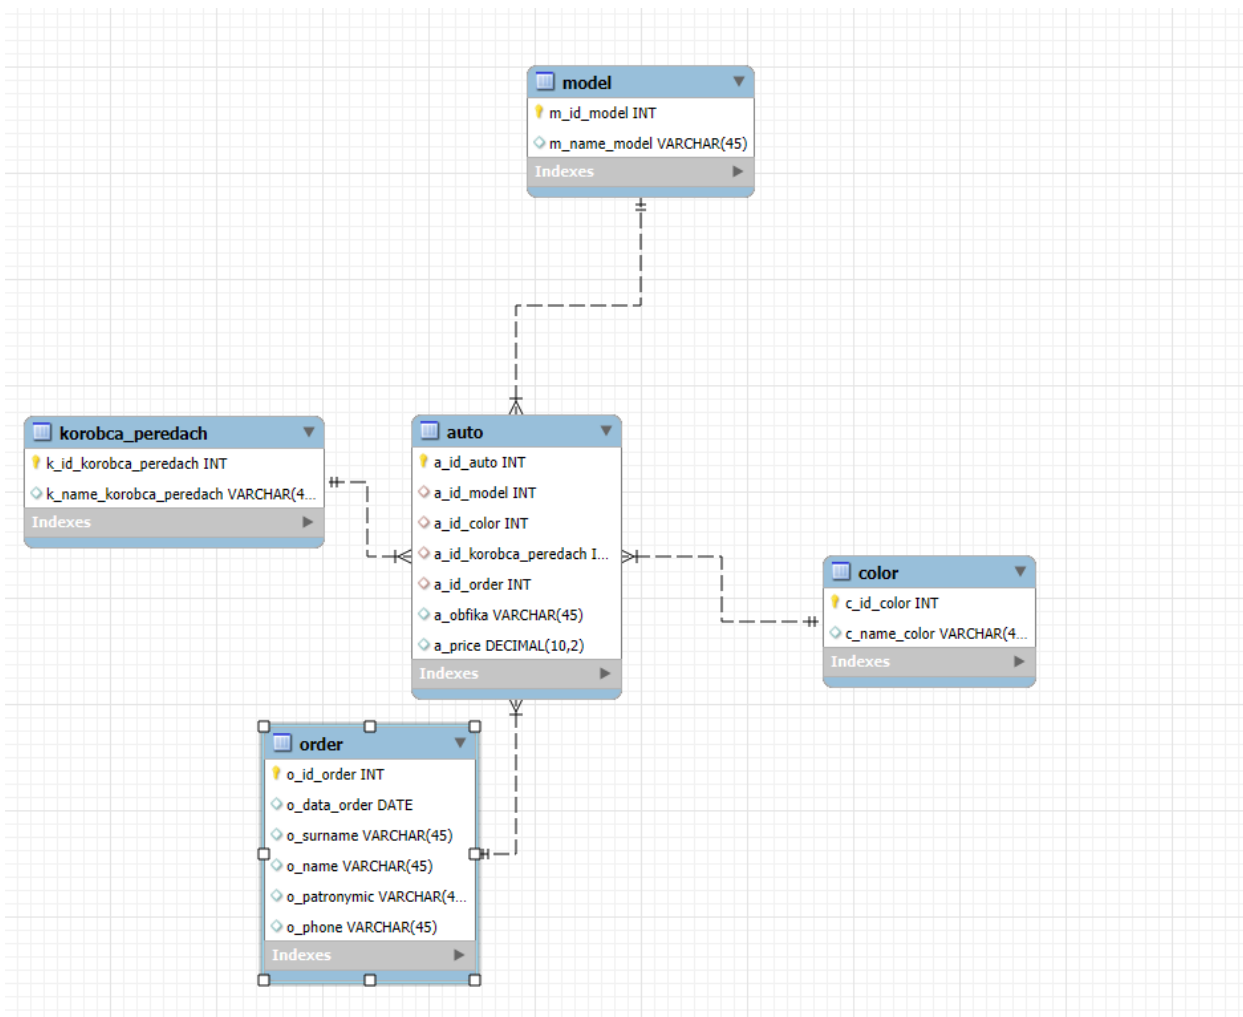 model
m_id_model INT
m_name_model VARCHAR(45)
Indexes
korobca_peredach
k_id_korobca_peredach INT
k_name_korobca_peredach VARCHAR(4...
Indexes
auto
a_id_auto INT
a_id_model INT
a_id_color INT
a_id_korobca_peredach I...
a_id_order INT
a_obfika VARCHAR(45)
a_price DECIMAL(10,2)
Indexes
color
c_id_color INT
c_name_color VARCHAR(4...
Indexes
order
o_id_order INT
o_data_order DATE
o_surname VARCHAR(45)
o_name VARCHAR(45)
o_patronymic VARCHAR(4...
o_phone VARCHAR(45)
Indexes